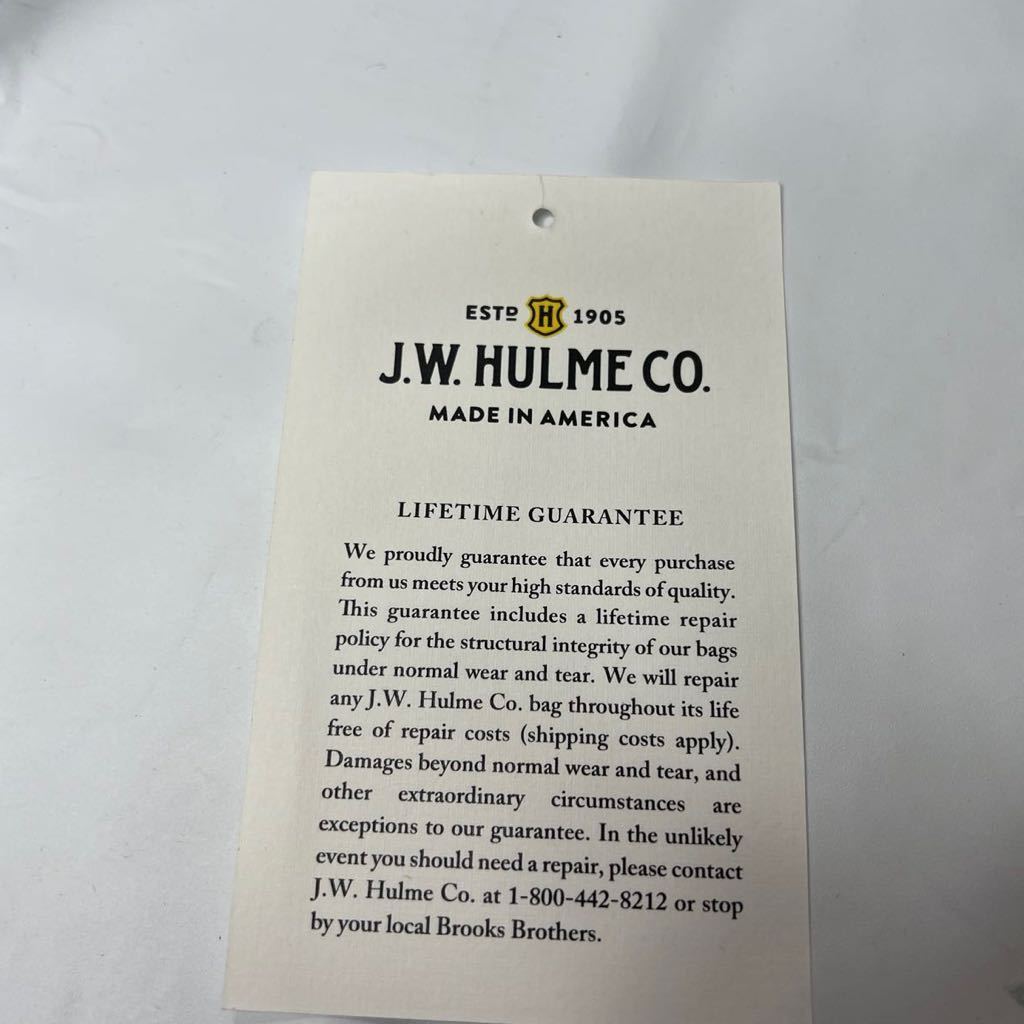 ESTD H 1905
J.W. HULME CO.
MADE IN AMERICA
LIFETIME GUARANTEE
We proudly guarantee that every purchase
from us meets your high standards of quality.
This guarantee includes a lifetime repair
policy for the structural integrity of our bags
under normal wear and tear. We will repair
any J.W. Hulme Co. bag throughout its life
free of repair costs (shipping costs apply).
Damages beyond normal wear and tear, and
other extraordinary circumstances are
exceptions to our guarantee. In the unlikely
event you should need a repair, please contact
J.W. Hulme Co. at 1-800-442-8212 or stop
by your local Brooks Brothers.